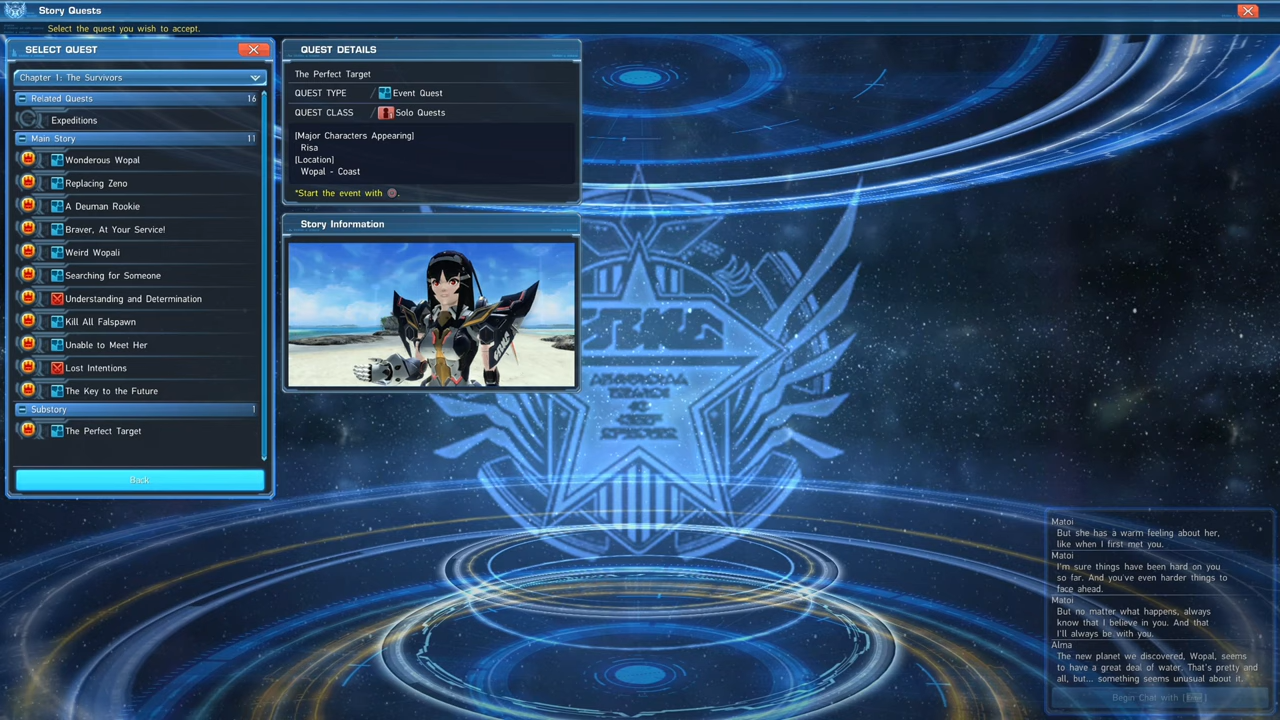 Story Quests
Select the quest you wish to accept.
SELECT QUEST
Chapter 1: The Survivors
Related Quests 16
Expeditions
Main Story 11
Wonderous Wopal
Replacing Zeno
A Deuman Rookie
Braver, At Your Service!
Weird Wopali
Searching for Someone
Understanding and Determination
Kill All Falspawn
Unable to Meet Her
Lost Intentions
The Key to the Future
Substory 1
The Perfect Target
Back
QUEST DETAILS
The Perfect Target
QUEST TYPE / Event Quest
QUEST CLASS / Solo Quests
[Major Characters Appearing]
Risa
[Location]
Wopal - Coast
*Start the event with .
Story Information
Matoi
But she has a warm feeling about her,
like when I first met you.
Matoi
I'm sure things have been hard on you
so far. And you've even harder things to
face ahead.
Matoi
But no matter what happens, always
know that I believe in you. And that
I'll always be with you.
Alma
The new planet we discovered, Wopal, seems
to have a great deal of water. That's pretty and
all, but... something seems unusual about it.
Begin Chat with [ ]